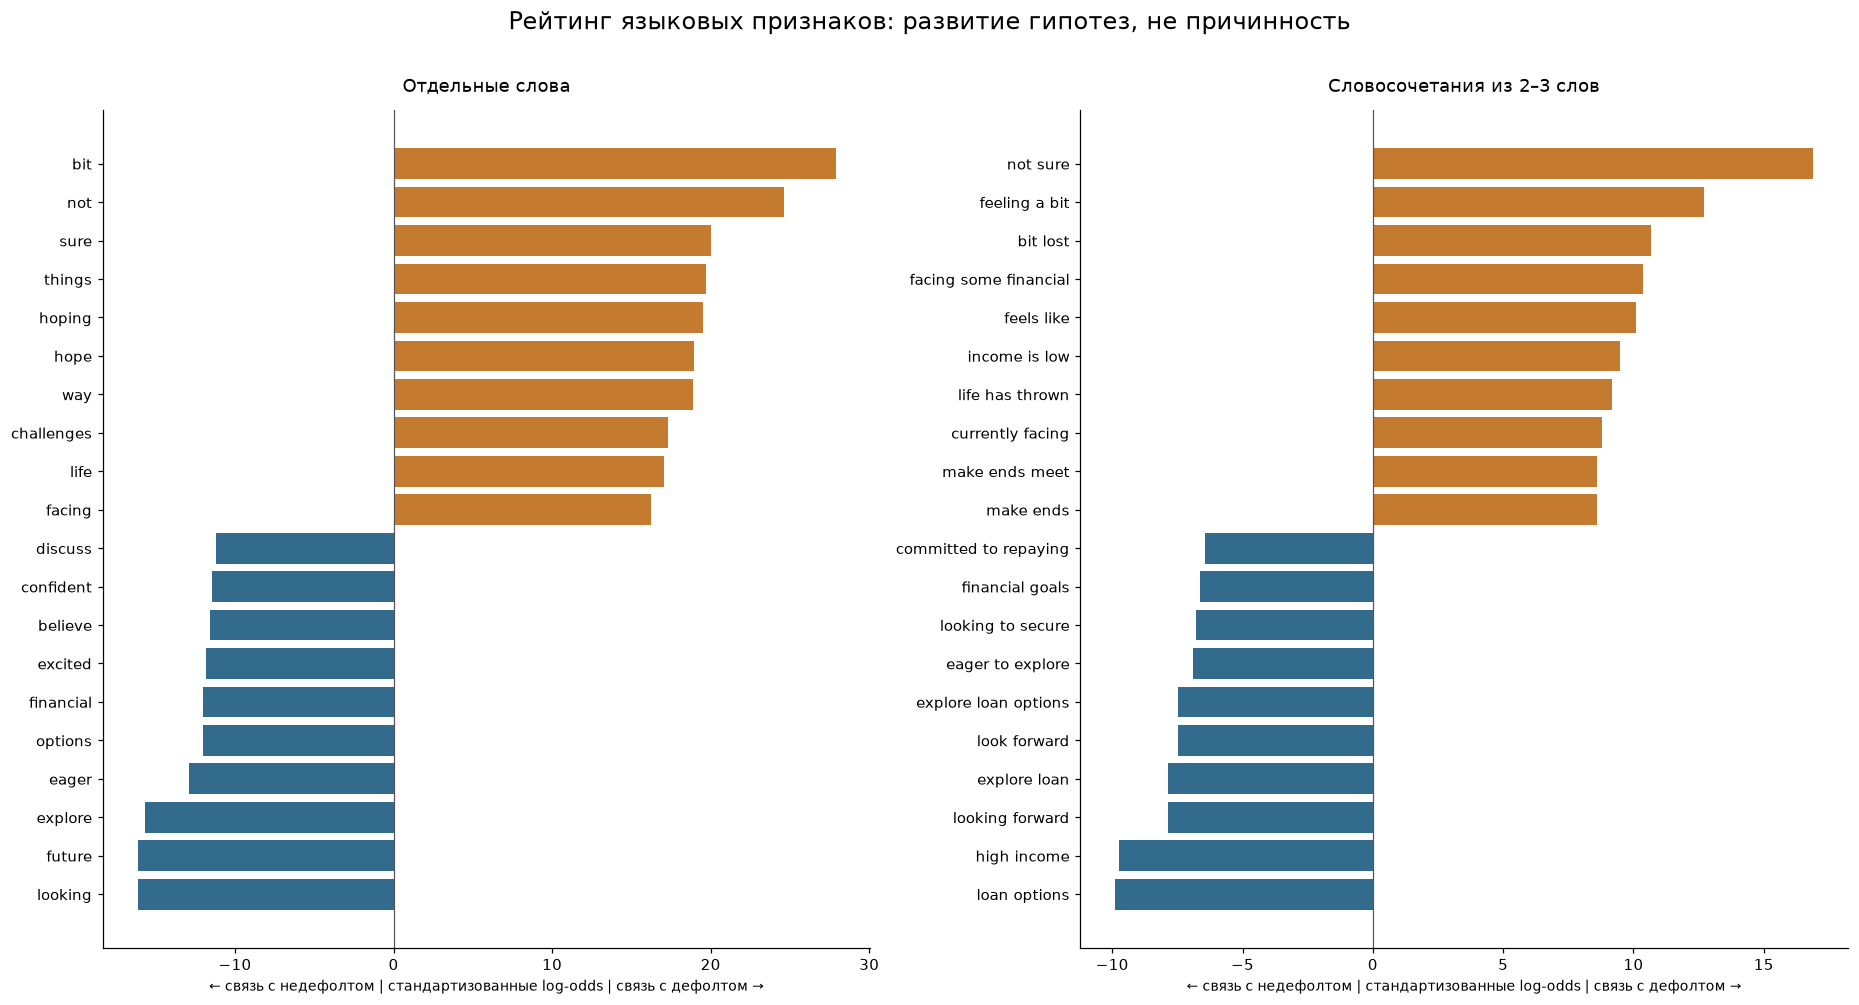 Рейтинг языковых признаков: развитие гипотез, не причинность
Отдельные слова
bit
not
sure
things
hoping
hope
way
challenges
life
facing
discuss
confident
believe
excited
financial
options
eager
explore
future
looking
−10
0
10
20
30
← связь с недефолтом | стандартизованные log-odds | связь с дефолтом →
Словосочетания из 2–3 слов
not sure
feeling a bit
bit lost
facing some financial
feels like
income is low
life has thrown
currently facing
make ends meet
make ends
committed to repaying
financial goals
looking to secure
eager to explore
explore loan options
look forward
explore loan
looking forward
high income
loan options
−10
−5
0
5
10
15
← связь с недефолтом | стандартизованные log-odds | связь с дефолтом →